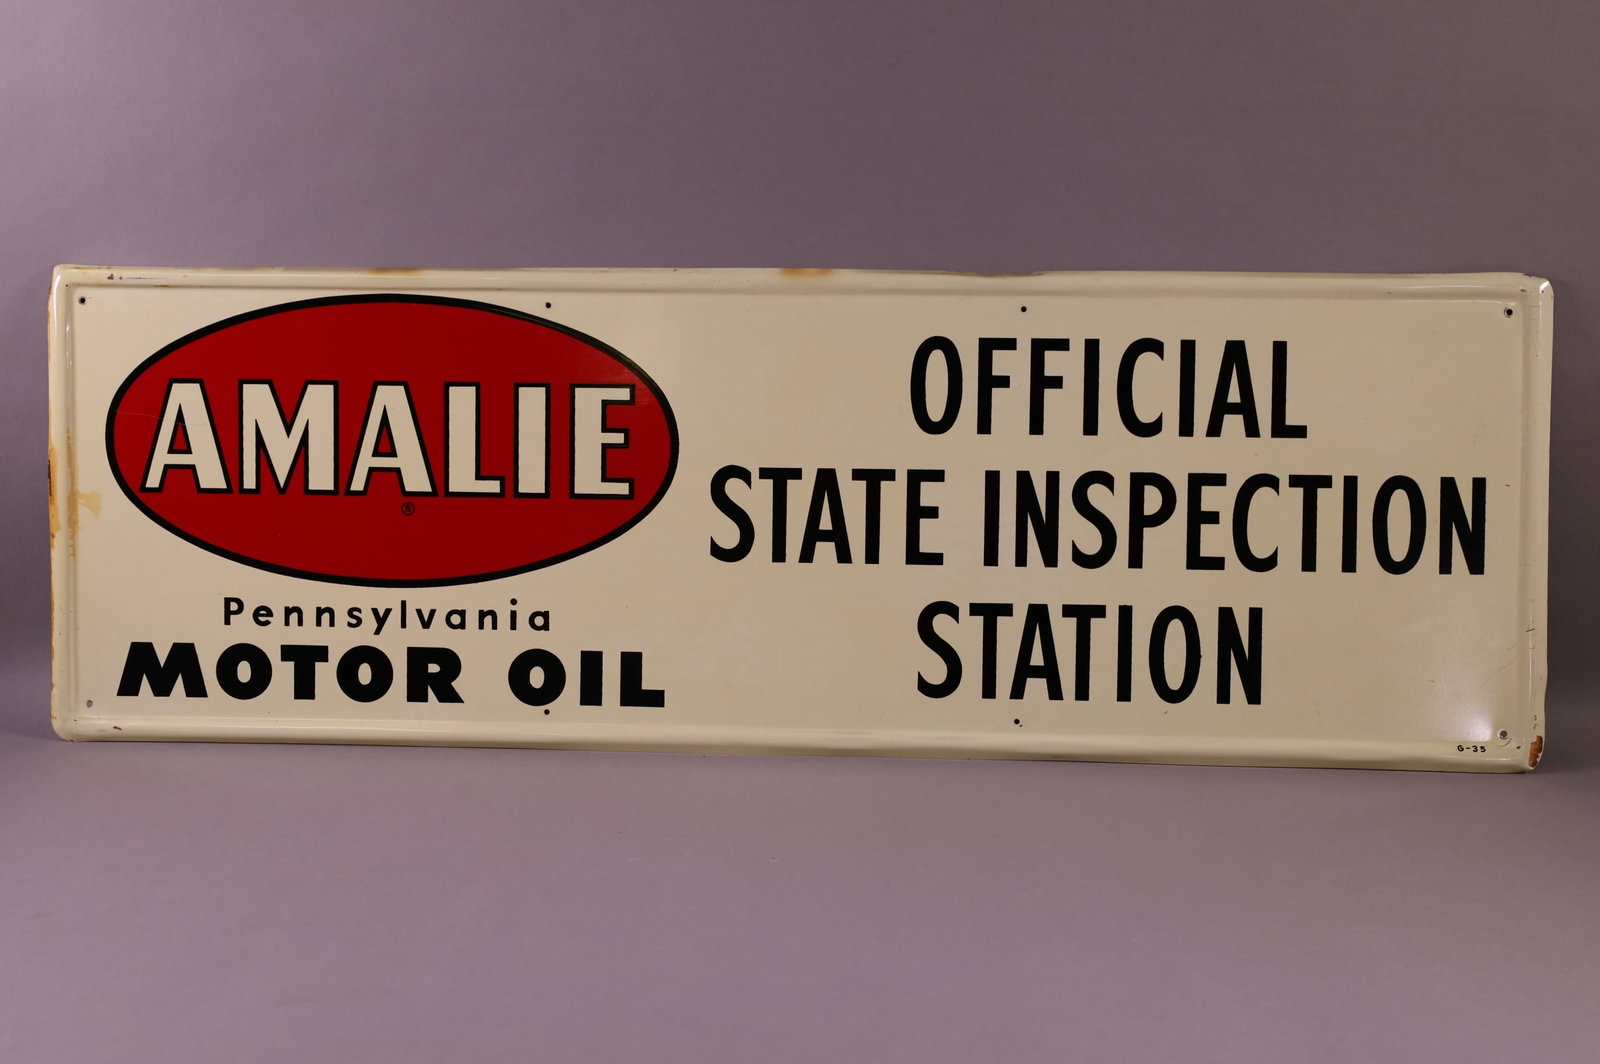 AMALIE
®
Pennsylvania
MOTOR OIL
OFFICIAL
STATE INSPECTION
STATION
G-35